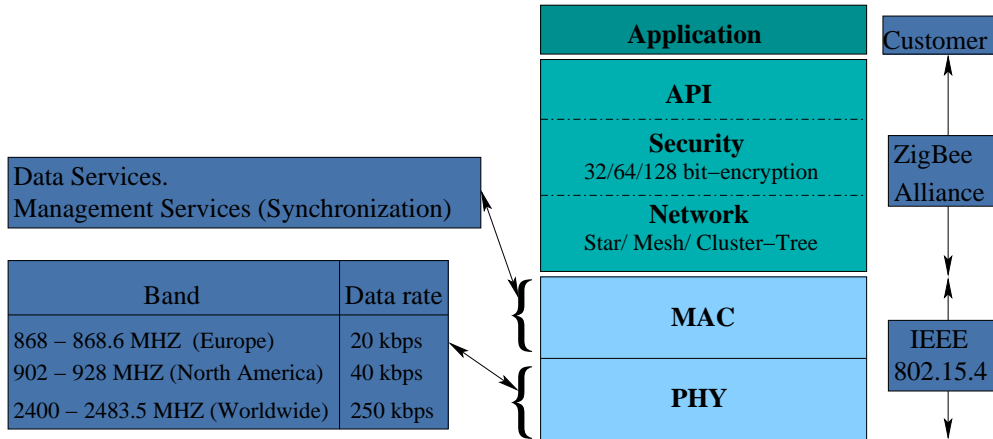 Application
Customer
API
Security
32/64/128 bit−encryption
Network
Star/ Mesh/ Cluster−Tree
ZigBee
Alliance
Data Services.
Management Services (Synchronization)
Band Data rate
868 − 868.6 MHZ (Europe) 20 kbps
902 − 928 MHZ (North America) 40 kbps
2400 − 2483.5 MHZ (Worldwide) 250 kbps
MAC
PHY
IEEE
802.15.4